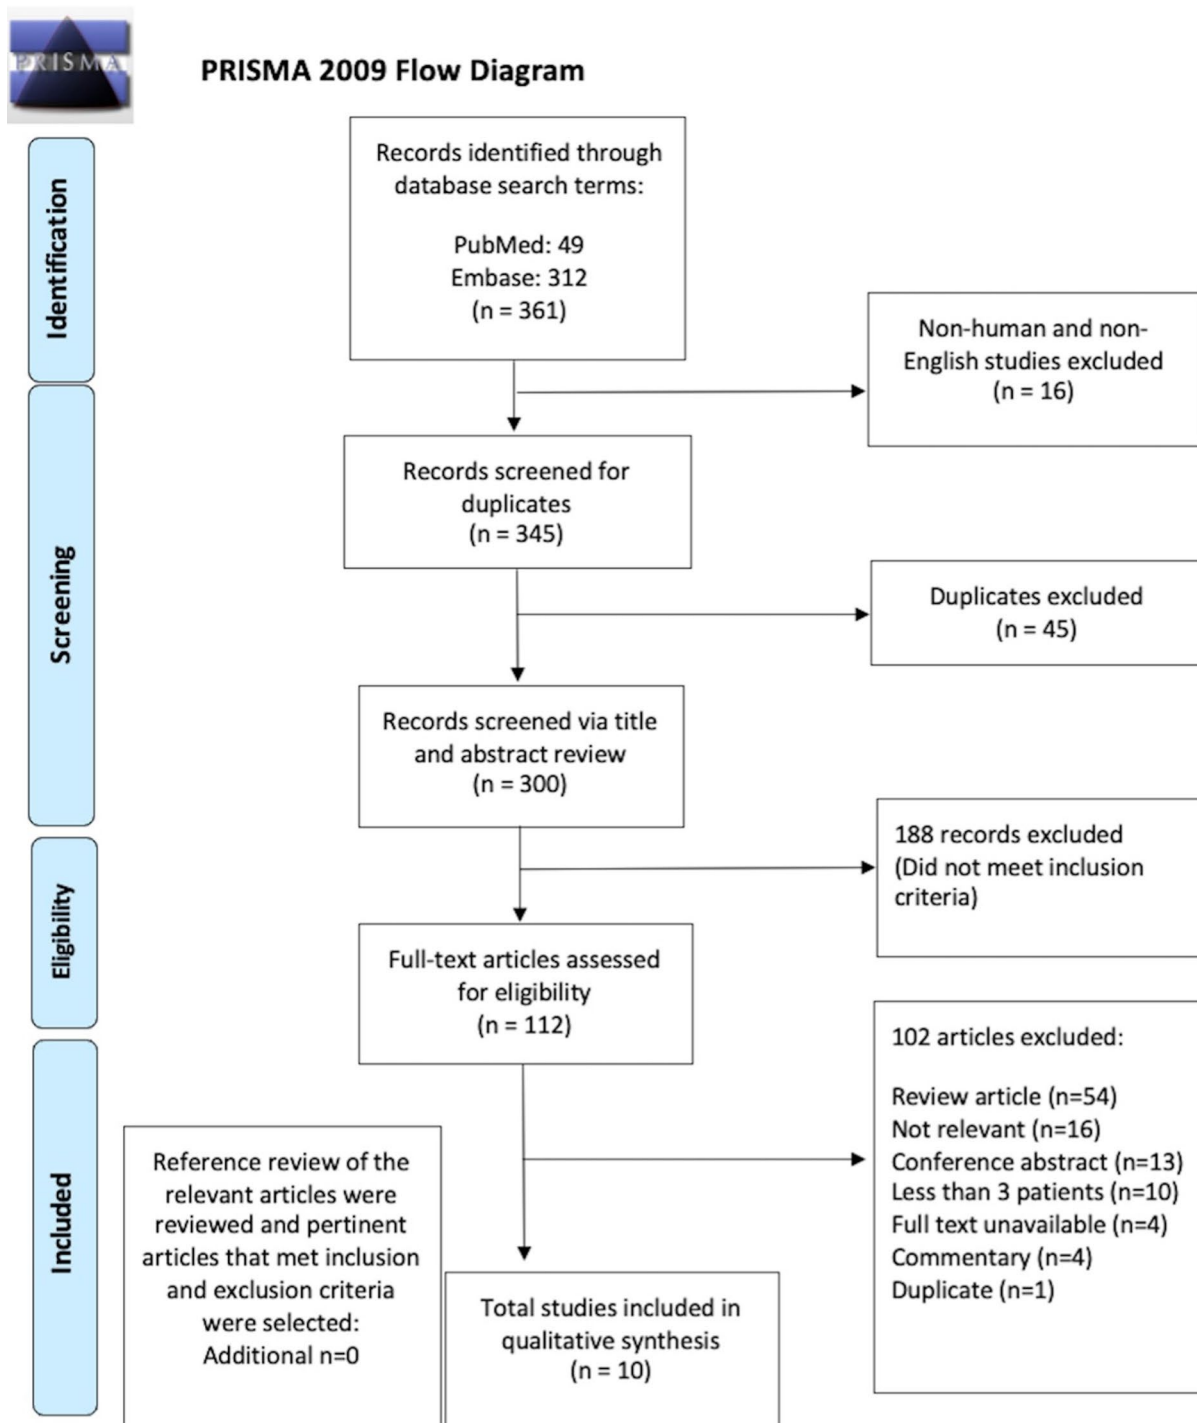 PRISMA
PRISMA 2009 Flow Diagram
Identification
Records identified through
database search terms:
PubMed: 49
Embase: 312
(n = 361)
Non-human and non-
English studies excluded
(n = 16)
Screening
Records screened for
duplicates
(n = 345)
Duplicates excluded
(n = 45)
Records screened via title
and abstract review
(n = 300)
188 records excluded
(Did not meet inclusion
criteria)
Eligibility
Full-text articles assessed
for eligibility
(n = 112)
102 articles excluded:
Review article (n=54)
Not relevant (n=16)
Conference abstract (n=13)
Less than 3 patients (n=10)
Full text unavailable (n=4)
Commentary (n=4)
Duplicate (n=1)
Included
Reference review of the
relevant articles were
reviewed and pertinent
articles that met inclusion
and exclusion criteria
were selected:
Additional n=0
Total studies included in
qualitative synthesis
(n = 10)